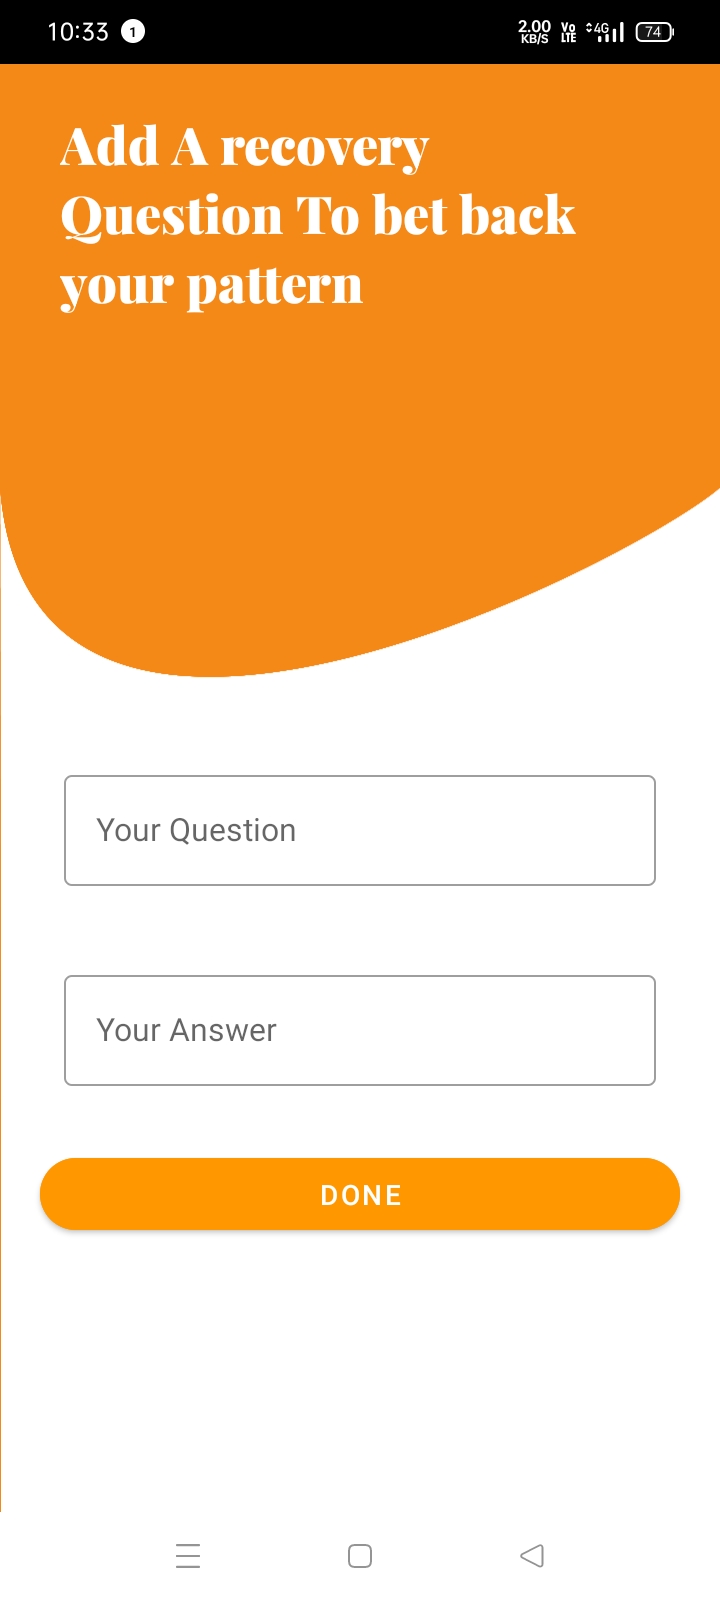 10:33 1 2.00 KB/S Vo LTE 4G 74
Add A recovery
Question To bet back
your pattern
Your Question
Your Answer
DONE